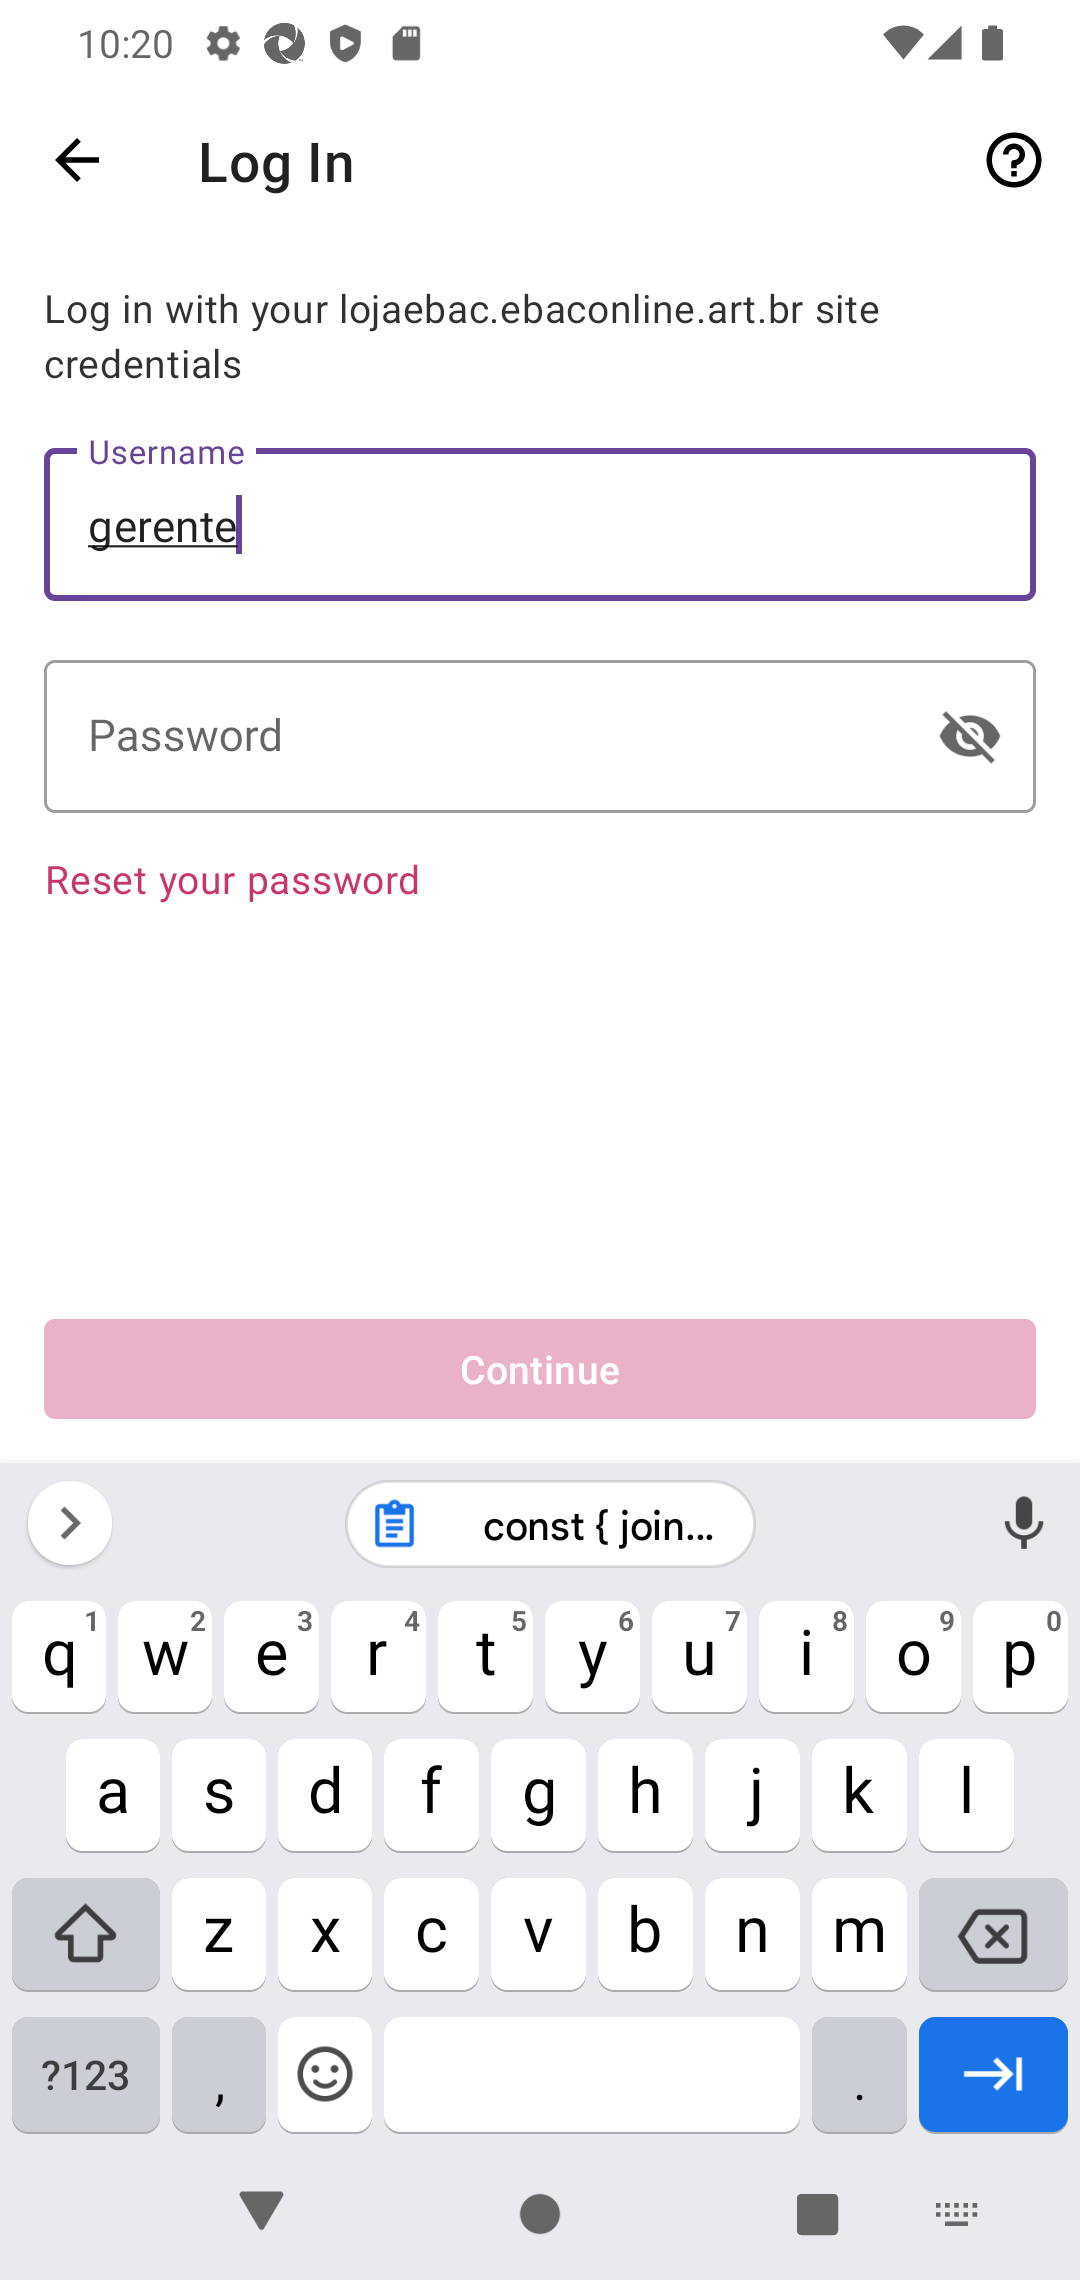 10:20
Log In
Log in with your lojaebac.ebaconline.art.br site
credentials
Username
gerente
Password
Reset your password
Continue
const { join...
q 1 w 2 e 3 r 4 t 5 y 6 u 7 i 8 o 9 p 0
a s d f g h j k l
z x c v b n m
?123 , .